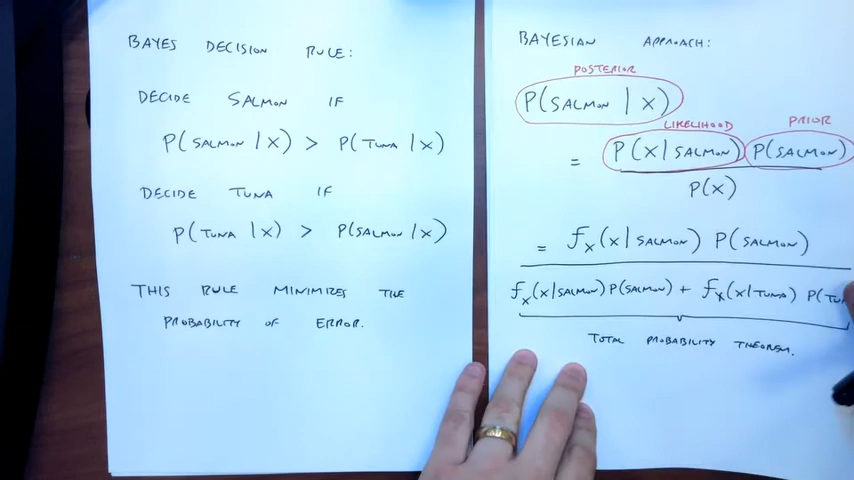 BAYES DECISION RULE:
DECIDE SALMON IF
P(SALMON | X) > P(TUNA | X)
DECIDE TUNA IF
P(TUNA | X) > P(SALMON | X)
THIS RULE MINIMIZES THE
PROBABILITY OF ERROR.
BAYESIAN APPROACH:
POSTERIOR
P(SALMON | X)
LIKELIHOOD PRIOR
= P(X | SALMON) P(SALMON)
P(X)
= fₓ(X | SALMON) P(SALMON)
fₓ(X | SALMON) P(SALMON) + fₓ(X | TUNA) P(
TOTAL PROBABILITY THEOREM.